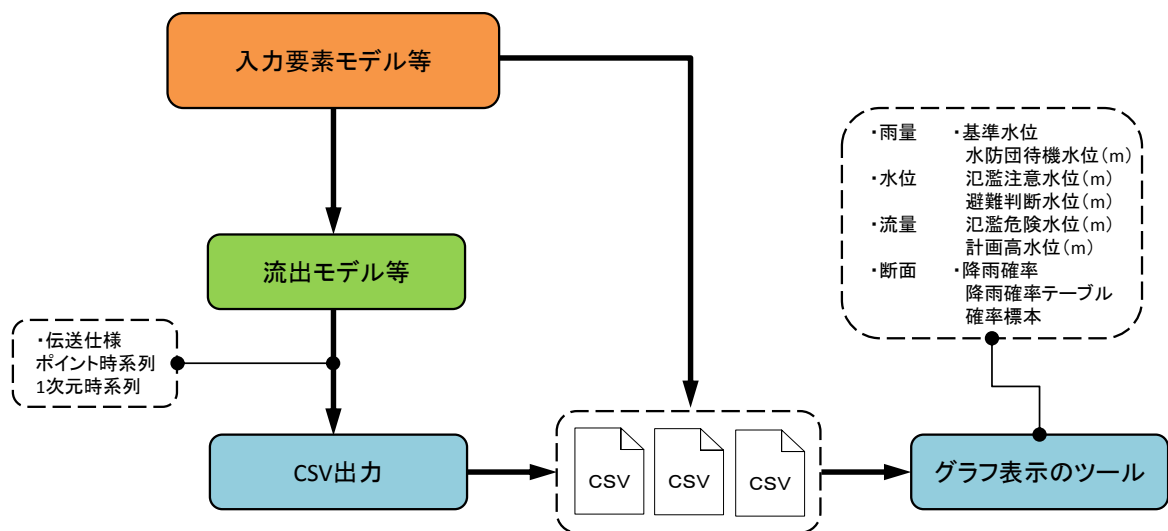 入力要素モデル等
・雨量　・基準水位
水防団待機水位(m)
・水位　氾濫注意水位(m)
避難判断水位(m)
・流量　氾濫危険水位(m)
計画高水位(m)
・断面　・降雨確率
降雨確率テーブル
確率標本
流出モデル等
・伝送仕様
ポイント時系列
1次元時系列
CSV出力
CSV
CSV
CSV
グラフ表示のツール